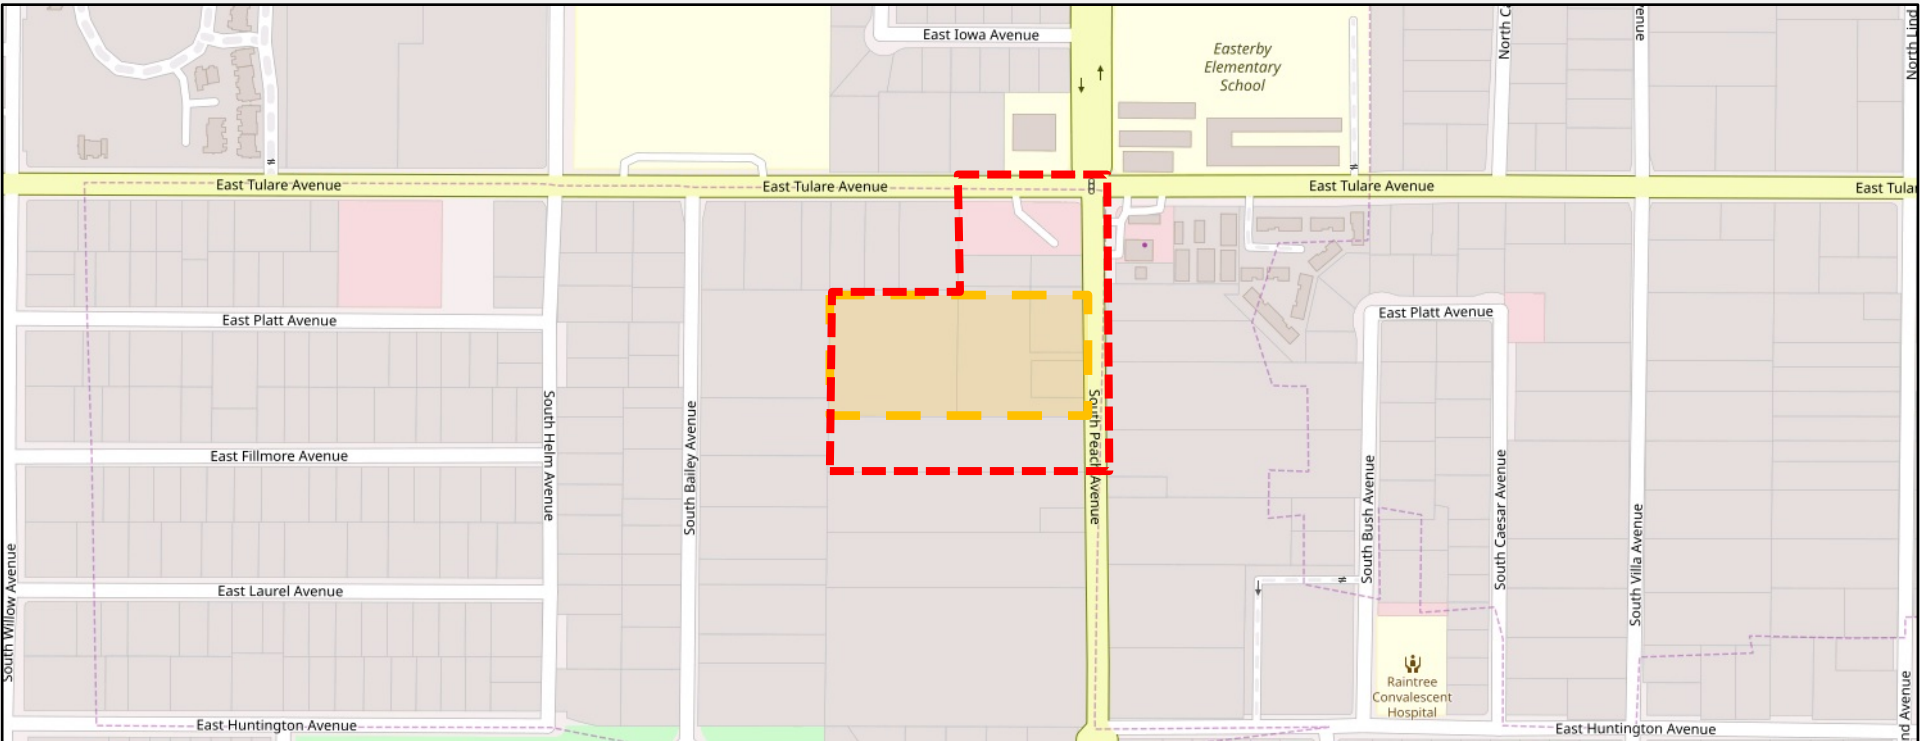 East Iowa Avenue
North C
enue
North Lind
Easterby
Elementary
School
East Tulare Avenue
East Tulare Avenue
East Tulare Avenue
East Tular
East Platt Avenue
East Platt Avenue
South Helm Avenue
South Bailey Avenue
South Peach Avenue
East Fillmore Avenue
South Bush Avenue
South Caesar Avenue
South Villa Avenue
South Willow Avenue
East Laurel Avenue
Raintree
Convalescent
Hospital
nd Avenue
East Huntington Avenue
East Huntington Avenue